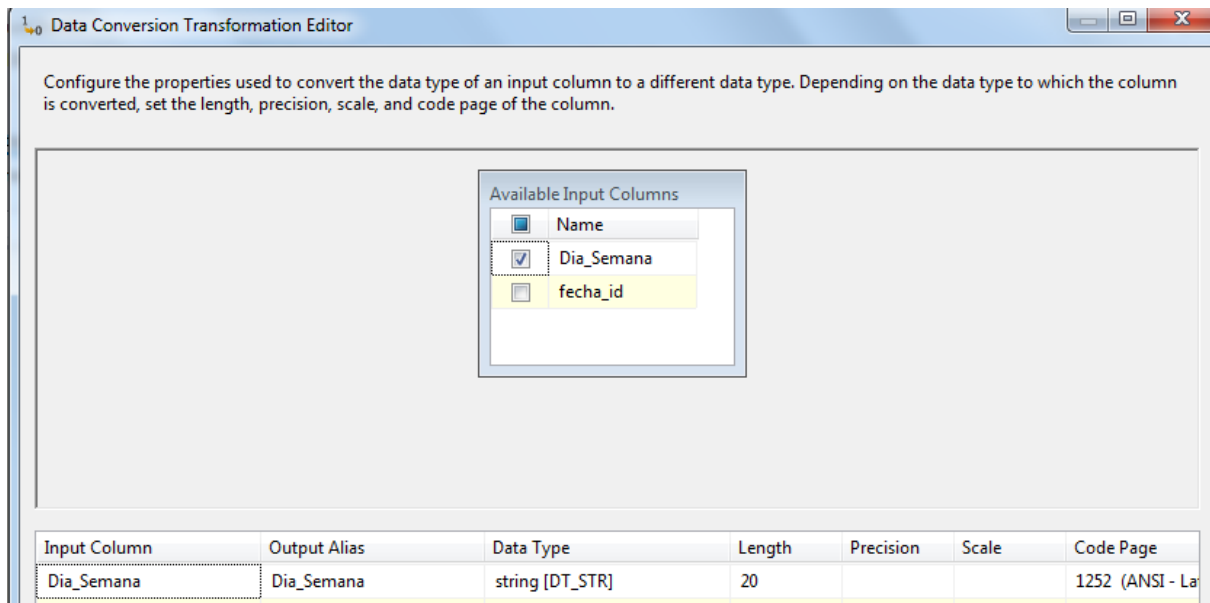 Data Conversion Transformation Editor
Configure the properties used to convert the data type of an input column to a different data type. Depending on the data type to which the column
is converted, set the length, precision, scale, and code page of the column.
Available Input Columns
Name
Dia_Semana
fecha_id
Input Column Output Alias Data Type Length Precision Scale Code Page
Dia_Semana Dia_Semana string [DT_STR] 20 1252 (ANSI -